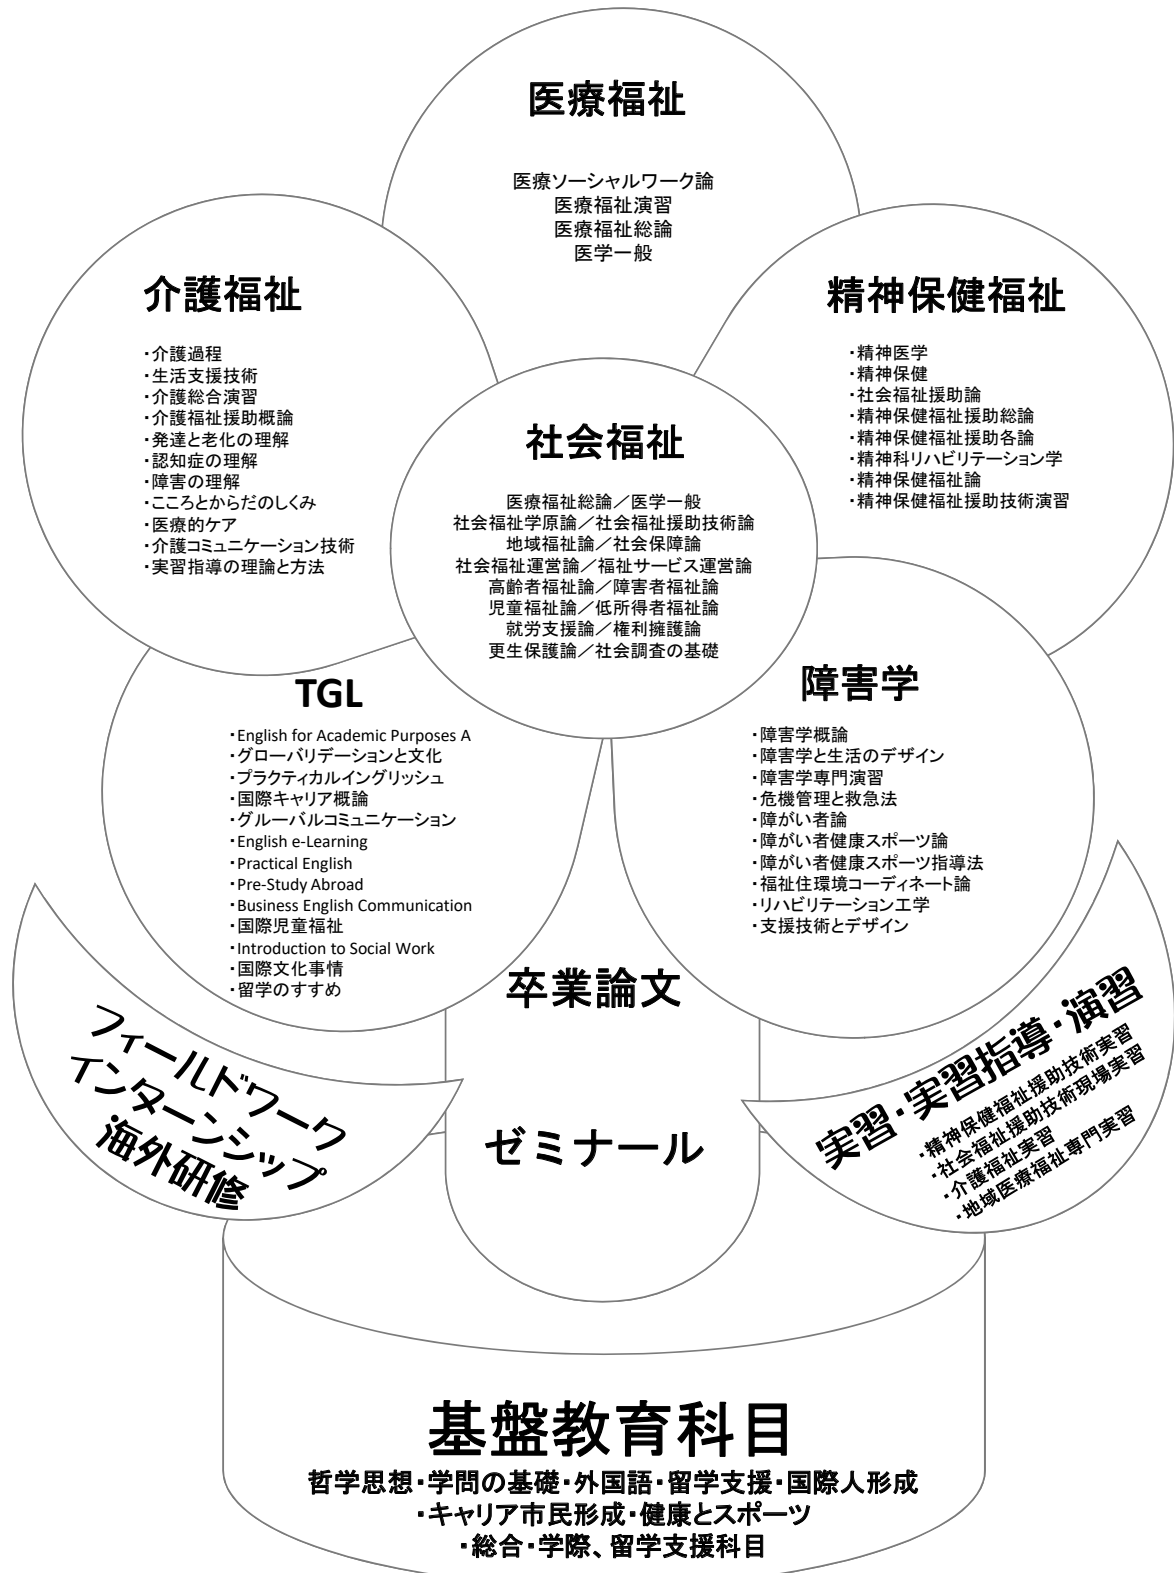 医療福祉
医療ソーシャルワーク論
医療福祉演習
医療福祉総論
医学一般
介護福祉
・介護過程
・生活支援技術
・介護総合演習
・介護福祉援助概論
・発達と老化の理解
・認知症の理解
・障害の理解
・こころとからだのしくみ
・医療的ケア
・介護コミュニケーション技術
・実習指導の理論と方法
精神保健福祉
・精神医学
・精神保健
・社会福祉援助論
・精神保健福祉援助総論
・精神保健福祉援助各論
・精神科リハビリテーション学
・精神保健福祉論
・精神保健福祉援助技術演習
社会福祉
医療福祉総論／医学一般
社会福祉学原論／社会福祉援助技術論
地域福祉論／社会保障論
社会福祉運営論／福祉サービス運営論
高齢者福祉論／障害者福祉論
児童福祉論／低所得者福祉論
就労支援論／権利擁護論
更生保護論／社会調査の基礎
TGL
・English for Academic Purposes A
・グローバリデーションと文化
・プラクティカルイングリッシュ
・国際キャリア概論
・グルーバルコミュニケーション
・English e-Learning
・Practical English
・Pre-Study Abroad
・Business English Communication
・国際児童福祉
・Introduction to Social Work
・国際文化事情
・留学のすすめ
障害学
・障害学概論
・障害学と生活のデザイン
・障害学専門演習
・危機管理と救急法
・障がい者論
・障がい者健康スポーツ論
・障がい者健康スポーツ指導法
・福祉住環境コーディネート論
・リハビリテーション工学
・支援技術とデザイン
卒業論文
ゼミナール
フィールドワーク
インターンシップ
海外研修
実習・実習指導・演習
・精神保健福祉援助技術実習
・社会福祉援助技術現場実習
・介護福祉実習
・地域医療福祉専門実習
基盤教育科目
哲学思想・学問の基礎・外国語・留学支援・国際人形成
・キャリア市民形成・健康とスポーツ
・総合・学際、留学支援科目